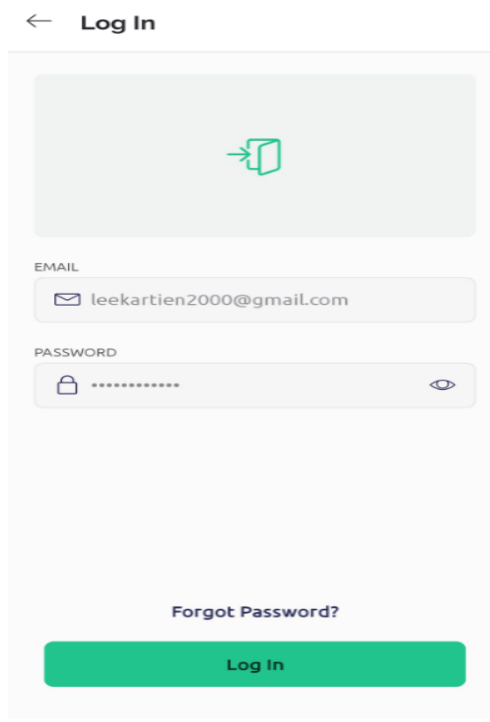 Log In
EMAIL
leekartien2000@gmail.com
PASSWORD
••••••••••••
Forgot Password?
Log In